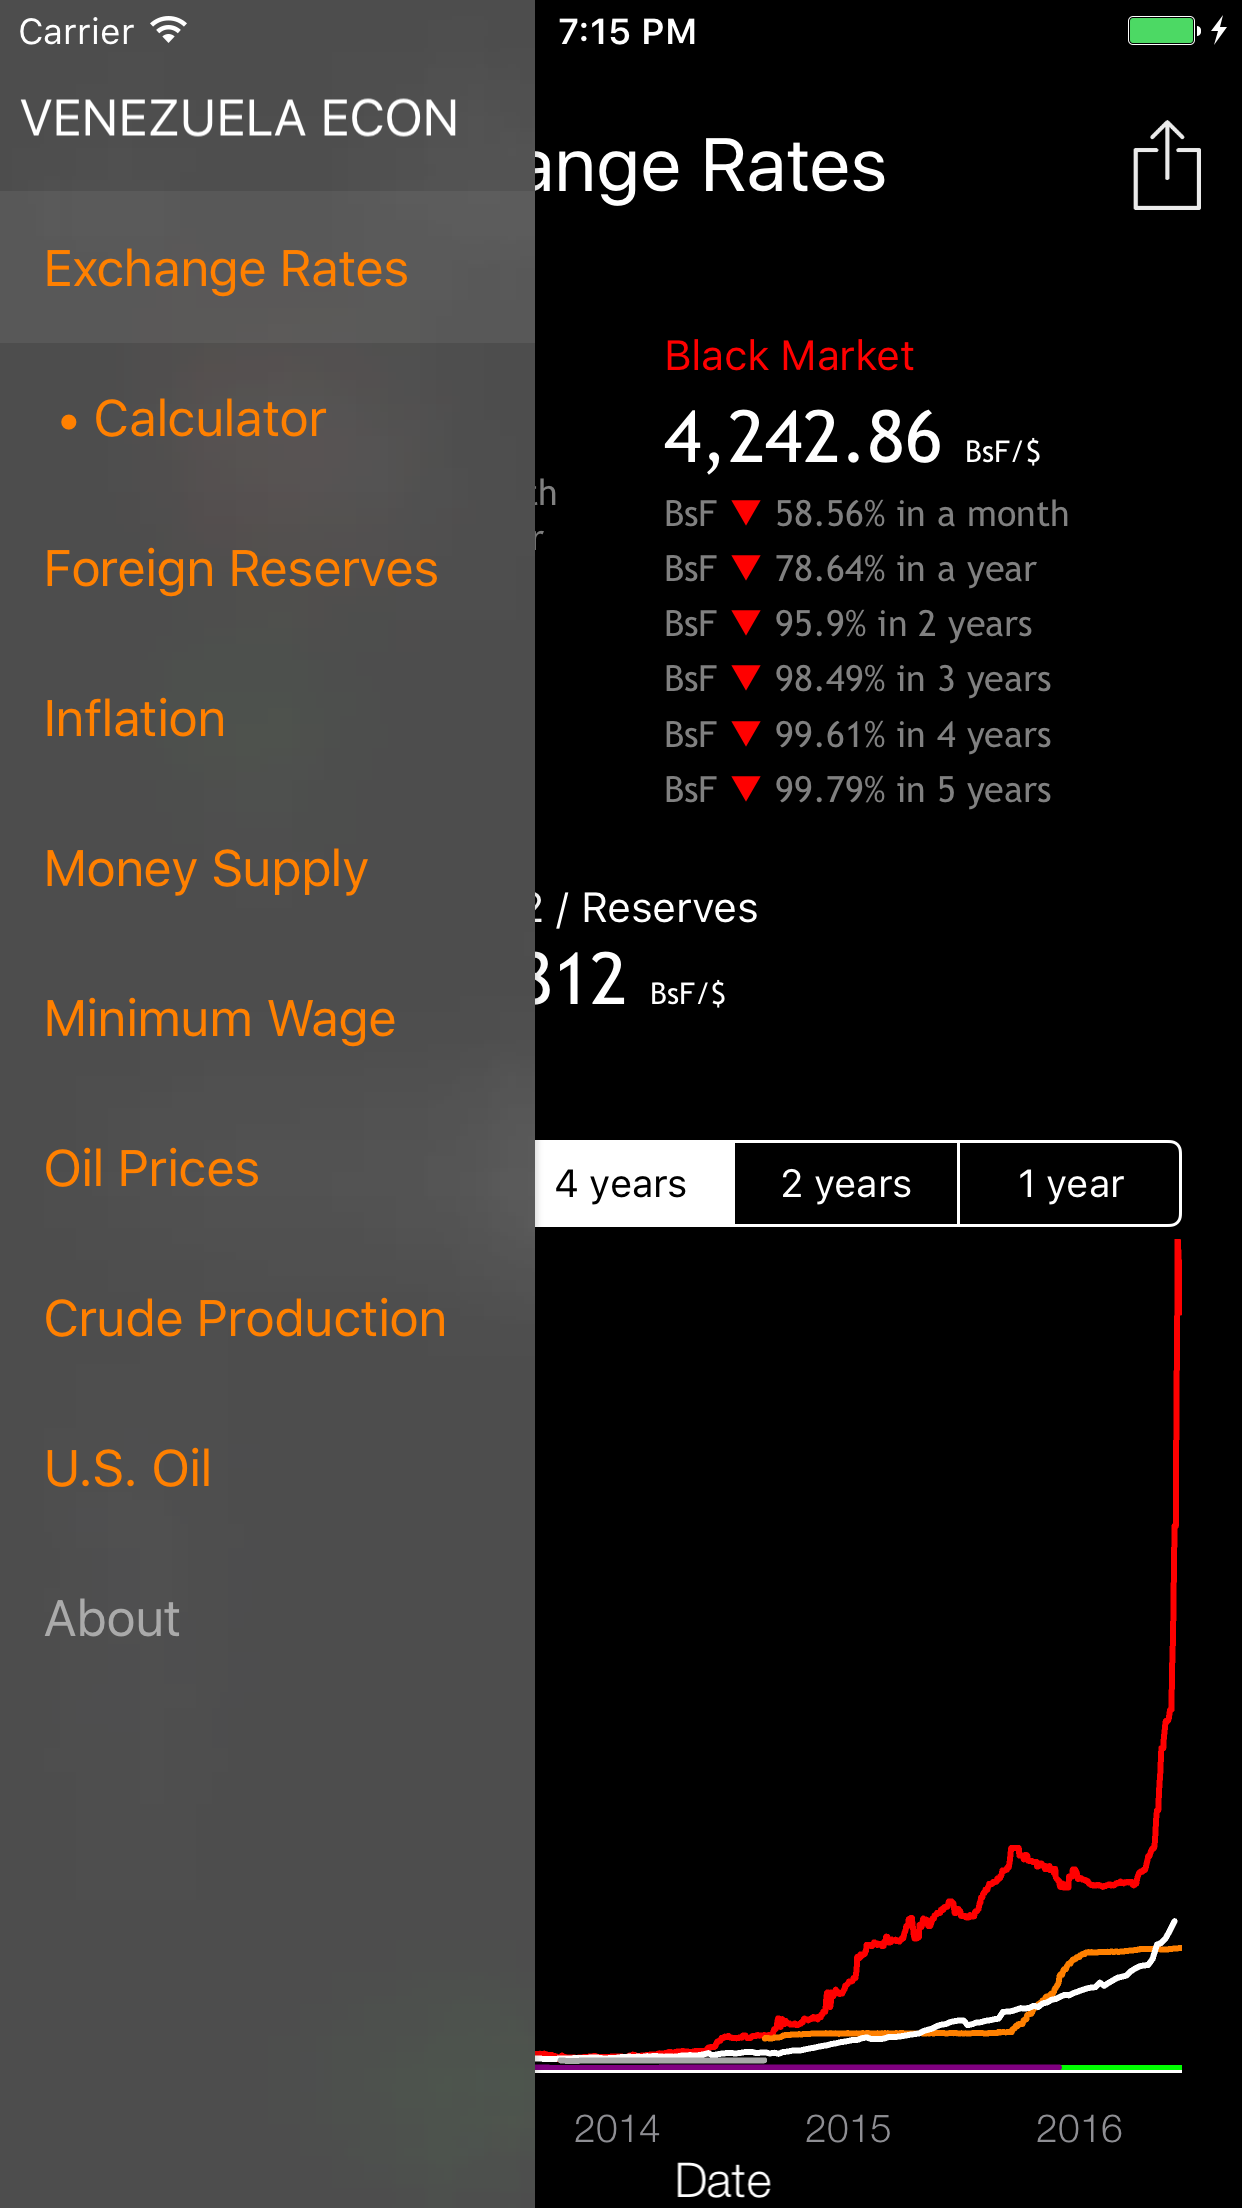 Carrier 7:15 PM
VENEZUELA ECON
Exchange Rates
• Calculator
Foreign Reserves
Inflation
Money Supply
Minimum Wage
Oil Prices
Crude Production
U.S. Oil
About
ange Rates
Black Market
4,242.86 BsF/$
BsF ▼ 58.56% in a month
BsF ▼ 78.64% in a year
BsF ▼ 95.9% in 2 years
BsF ▼ 98.49% in 3 years
BsF ▼ 99.61% in 4 years
BsF ▼ 99.79% in 5 years
/ Reserves
812 BsF/$
4 years 2 years 1 year
2014 2015 2016
Date